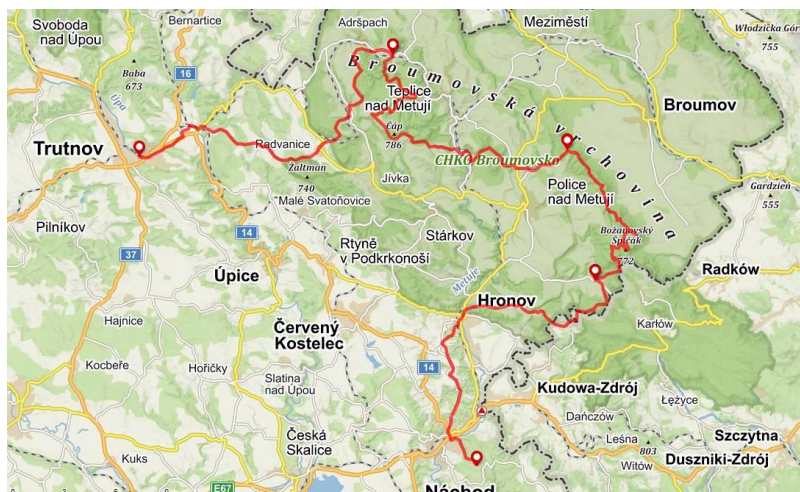 Svoboda
nad Úpou
Bernartice
Adršpach
Meziměstí
Włodzicka Gór
755
Baba
673
16
Úpa
Broumovská vrchovina
Teplice
nad Metují
Broumov
Trutnov
Radvanice
Čáp
786
CHKO Broumovsko
Žaltman
740
Jívka
Police
nad Metují
Gardzień
555
Malé Svatoňovice
Pilníkov
14
Stárkov
Božanovský
Špičák
772
37
Rtyně
v Podkrkonoší
Úpice
Metuje
Radków
Hronov
Hajnice
Červený
Kostelec
Karłów
Kocbeře
Hořičky
14
Slatina
nad Úpou
Kudowa-Zdrój
Łężyce
Dańczów
Česká
Skalice
Leśna
803
Szczytna
Kuks
Witów
Duszniki-Zdrój
E67
Náchod